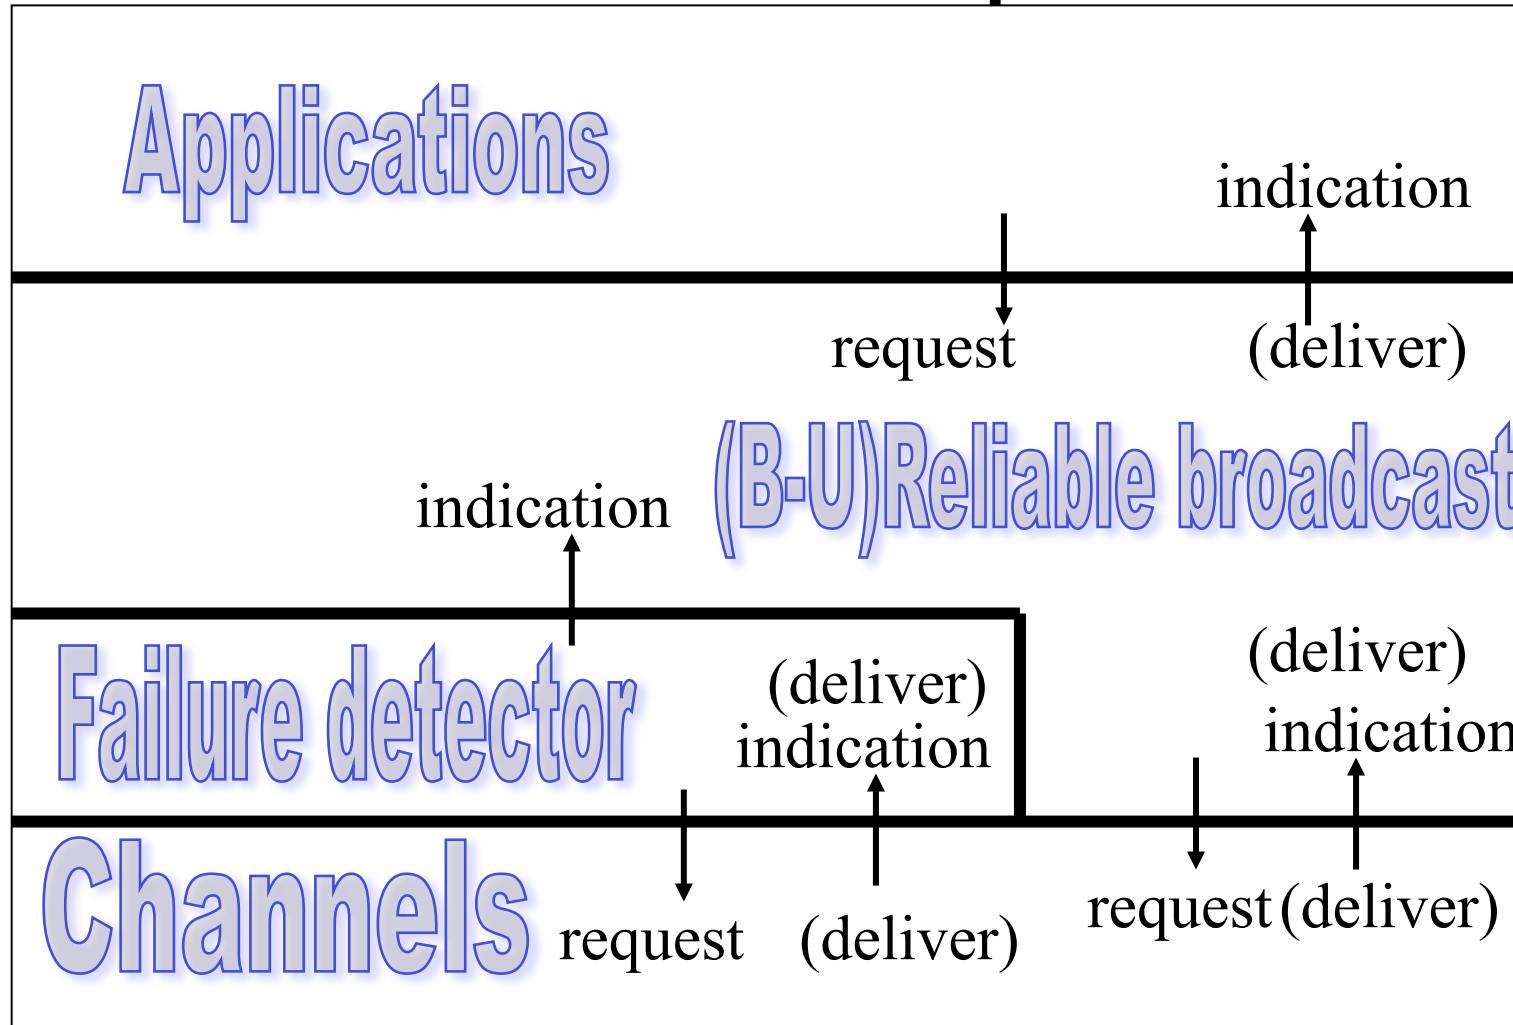 Applications
indication
request
(deliver)
(B-U)Reliable broadcast
indication
Failure detector
(deliver)
indication
(deliver)
indication
Channels
request
(deliver)
request
(deliver)